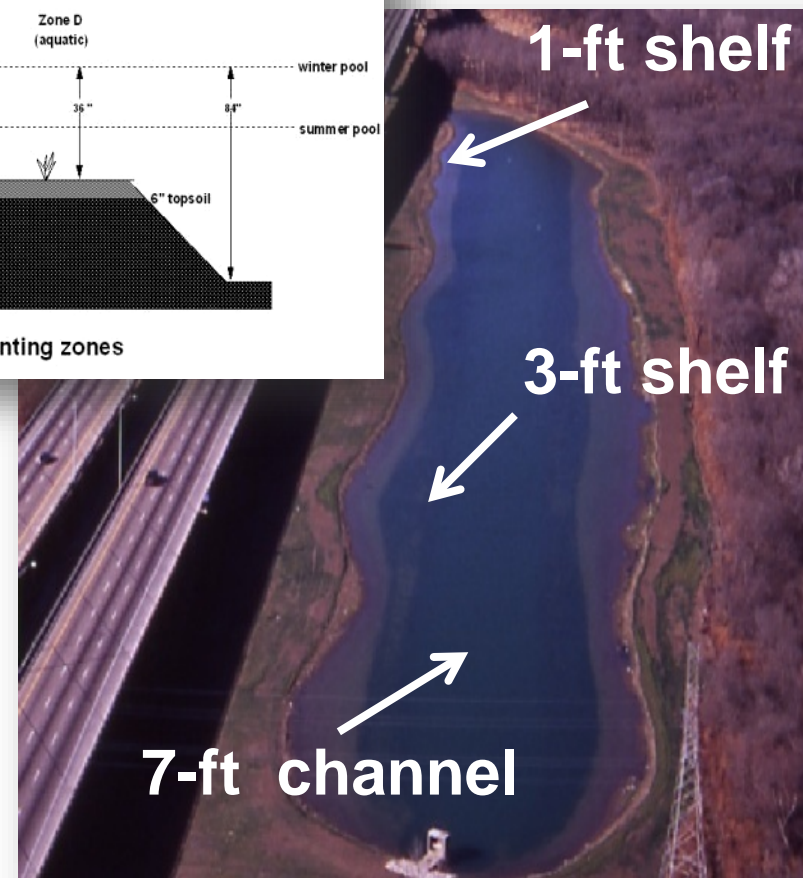 Zone D
(aquatic)
winter pool
36"
84"
summer pool
6" topsoil
nting zones
1-ft shelf
3-ft shelf
7-ft channel